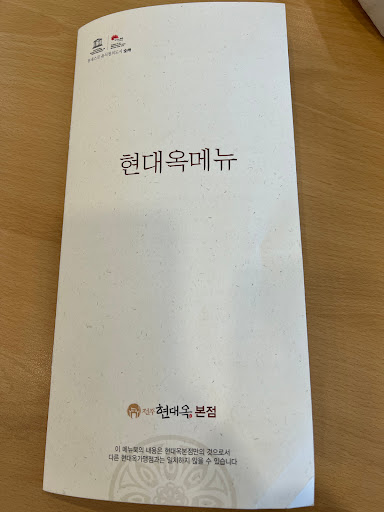 현대옥메뉴
전주 현대옥 본점
이 메뉴북의 내용은 현대옥본점만의 것으로서
다른 현대옥가맹점과는 일치하지 않을 수 있습니다